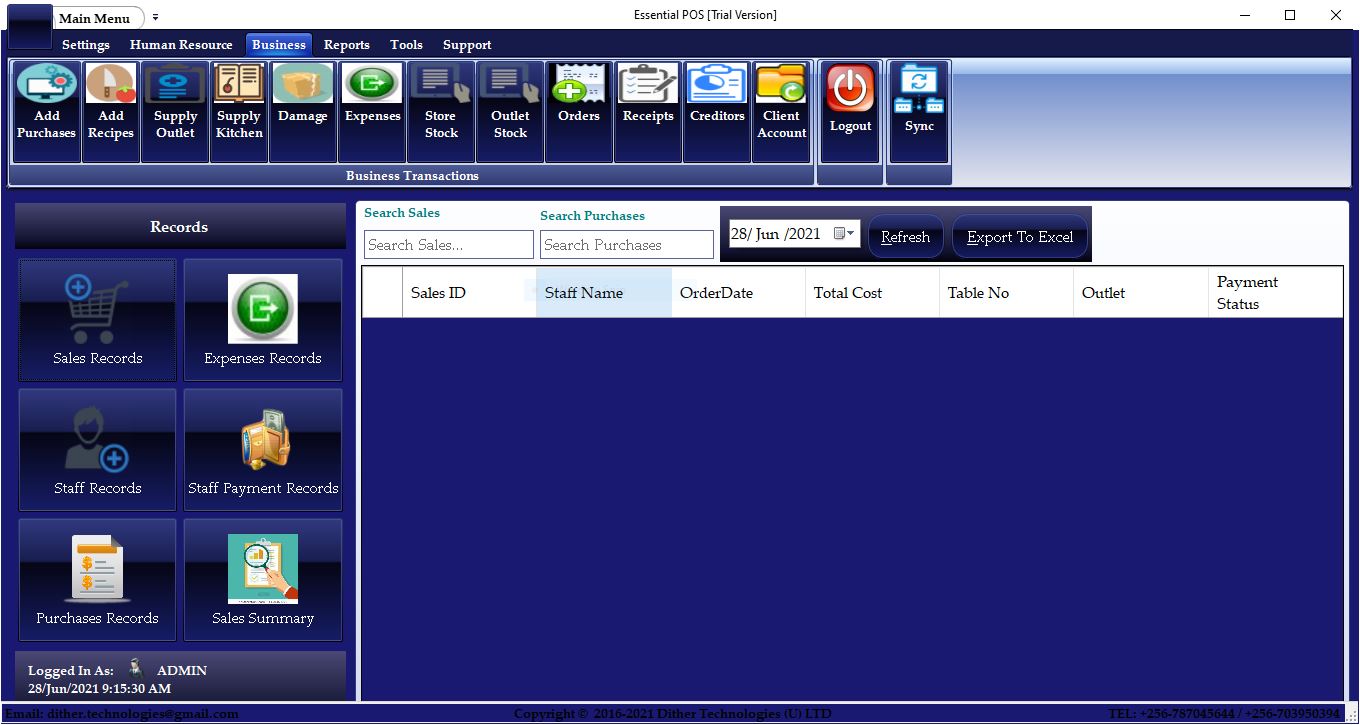 Essential POS [Trial Version]
Main Menu
Settings Human Resource Business Reports Tools Support
Add Purchases
Add Recipes
Supply Outlet
Supply Kitchen
Damage
Expenses
Store Stock
Outlet Stock
Orders
Receipts
Creditors
Client Account
Logout
Sync
Business Transactions
Records
Sales Records
Expenses Records
Staff Records
Staff Payment Records
Purchases Records
Sales Summary
Logged In As: ADMIN
28/Jun/2021 9:15:30 AM
Search Sales
Search Sales...
Search Purchases
Search Purchases
28/ Jun /2021
Refresh
Export To Excel
Sales ID
Staff Name
OrderDate
Total Cost
Table No
Outlet
Payment
Status
Email: dither.technologies@gmail.com
Copyright © 2016-2021 Dither Technologies (U) LTD
TEL: +256-787045644 / +256-703950394